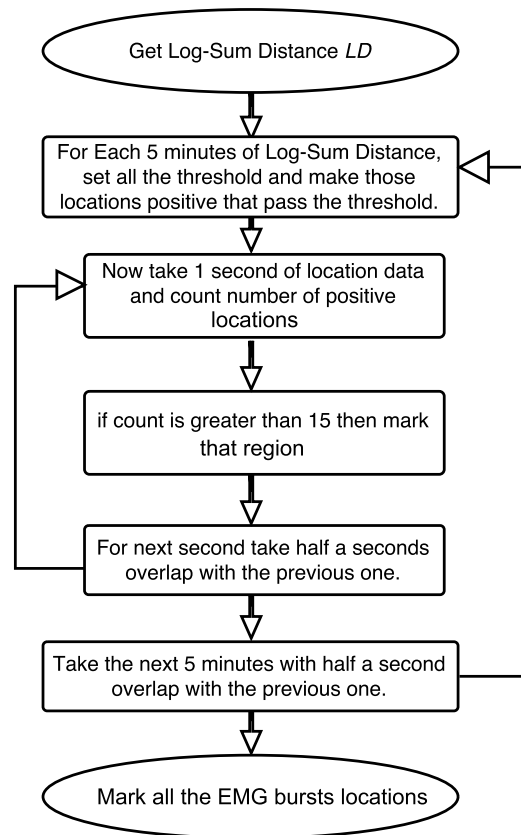 Get Log-Sum Distance LD
For Each 5 minutes of Log-Sum Distance,
set all the threshold and make those
locations positive that pass the threshold.
Now take 1 second of location data
and count number of positive
locations
if count is greater than 15 then mark
that region
For next second take half a seconds
overlap with the previous one.
Take the next 5 minutes with half a second
overlap with the previous one.
Mark all the EMG bursts locations